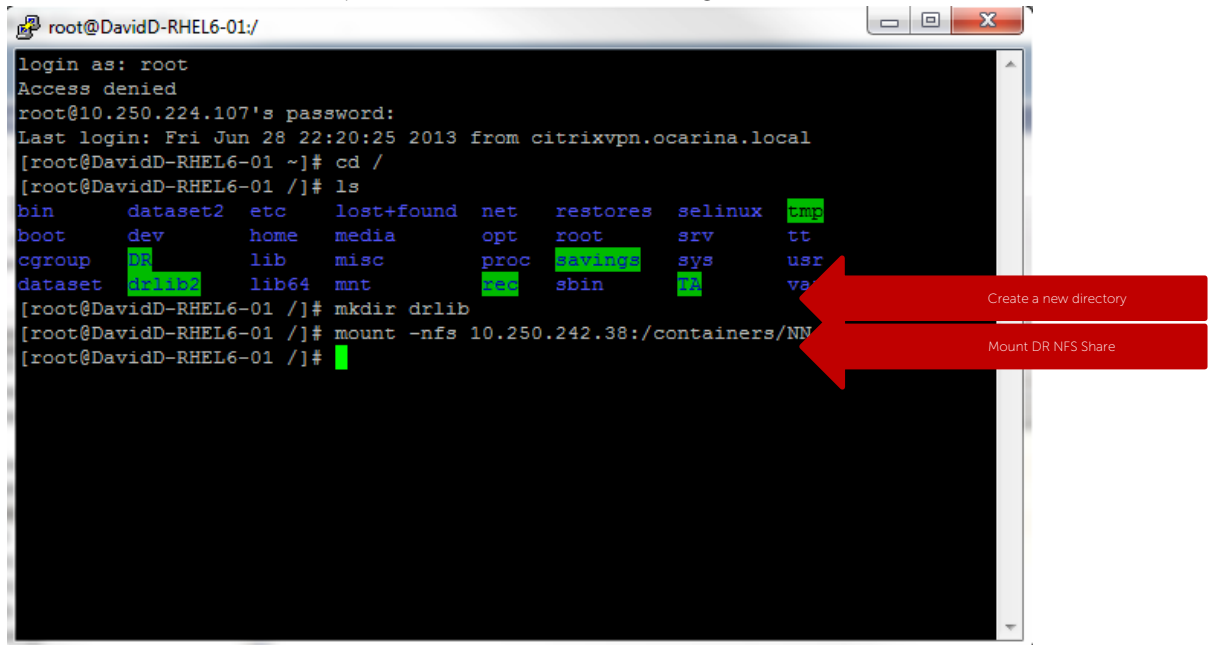 root@DavidD-RHEL6-01:/
login as: root
Access denied
root@10.250.224.107's password:
Last login: Fri Jun 28 22:20:25 2013 from citrixvpn.ocarina.local
[root@DavidD-RHEL6-01 ~]# cd /
[root@DavidD-RHEL6-01 /]# ls
bin dataset2 etc lost+found net restores selinux tmp
boot dev home media opt root srv tt
cgroup DR lib misc proc savings sys usr
dataset drlib2 lib64 mnt rec sbin TA
[root@DavidD-RHEL6-01 /]# mkdir drlib
Create a new directory
[root@DavidD-RHEL6-01 /]# mount -nfs 10.250.242.38:/containers/NN
Mount DR NFS Share
[root@DavidD-RHEL6-01 /]#